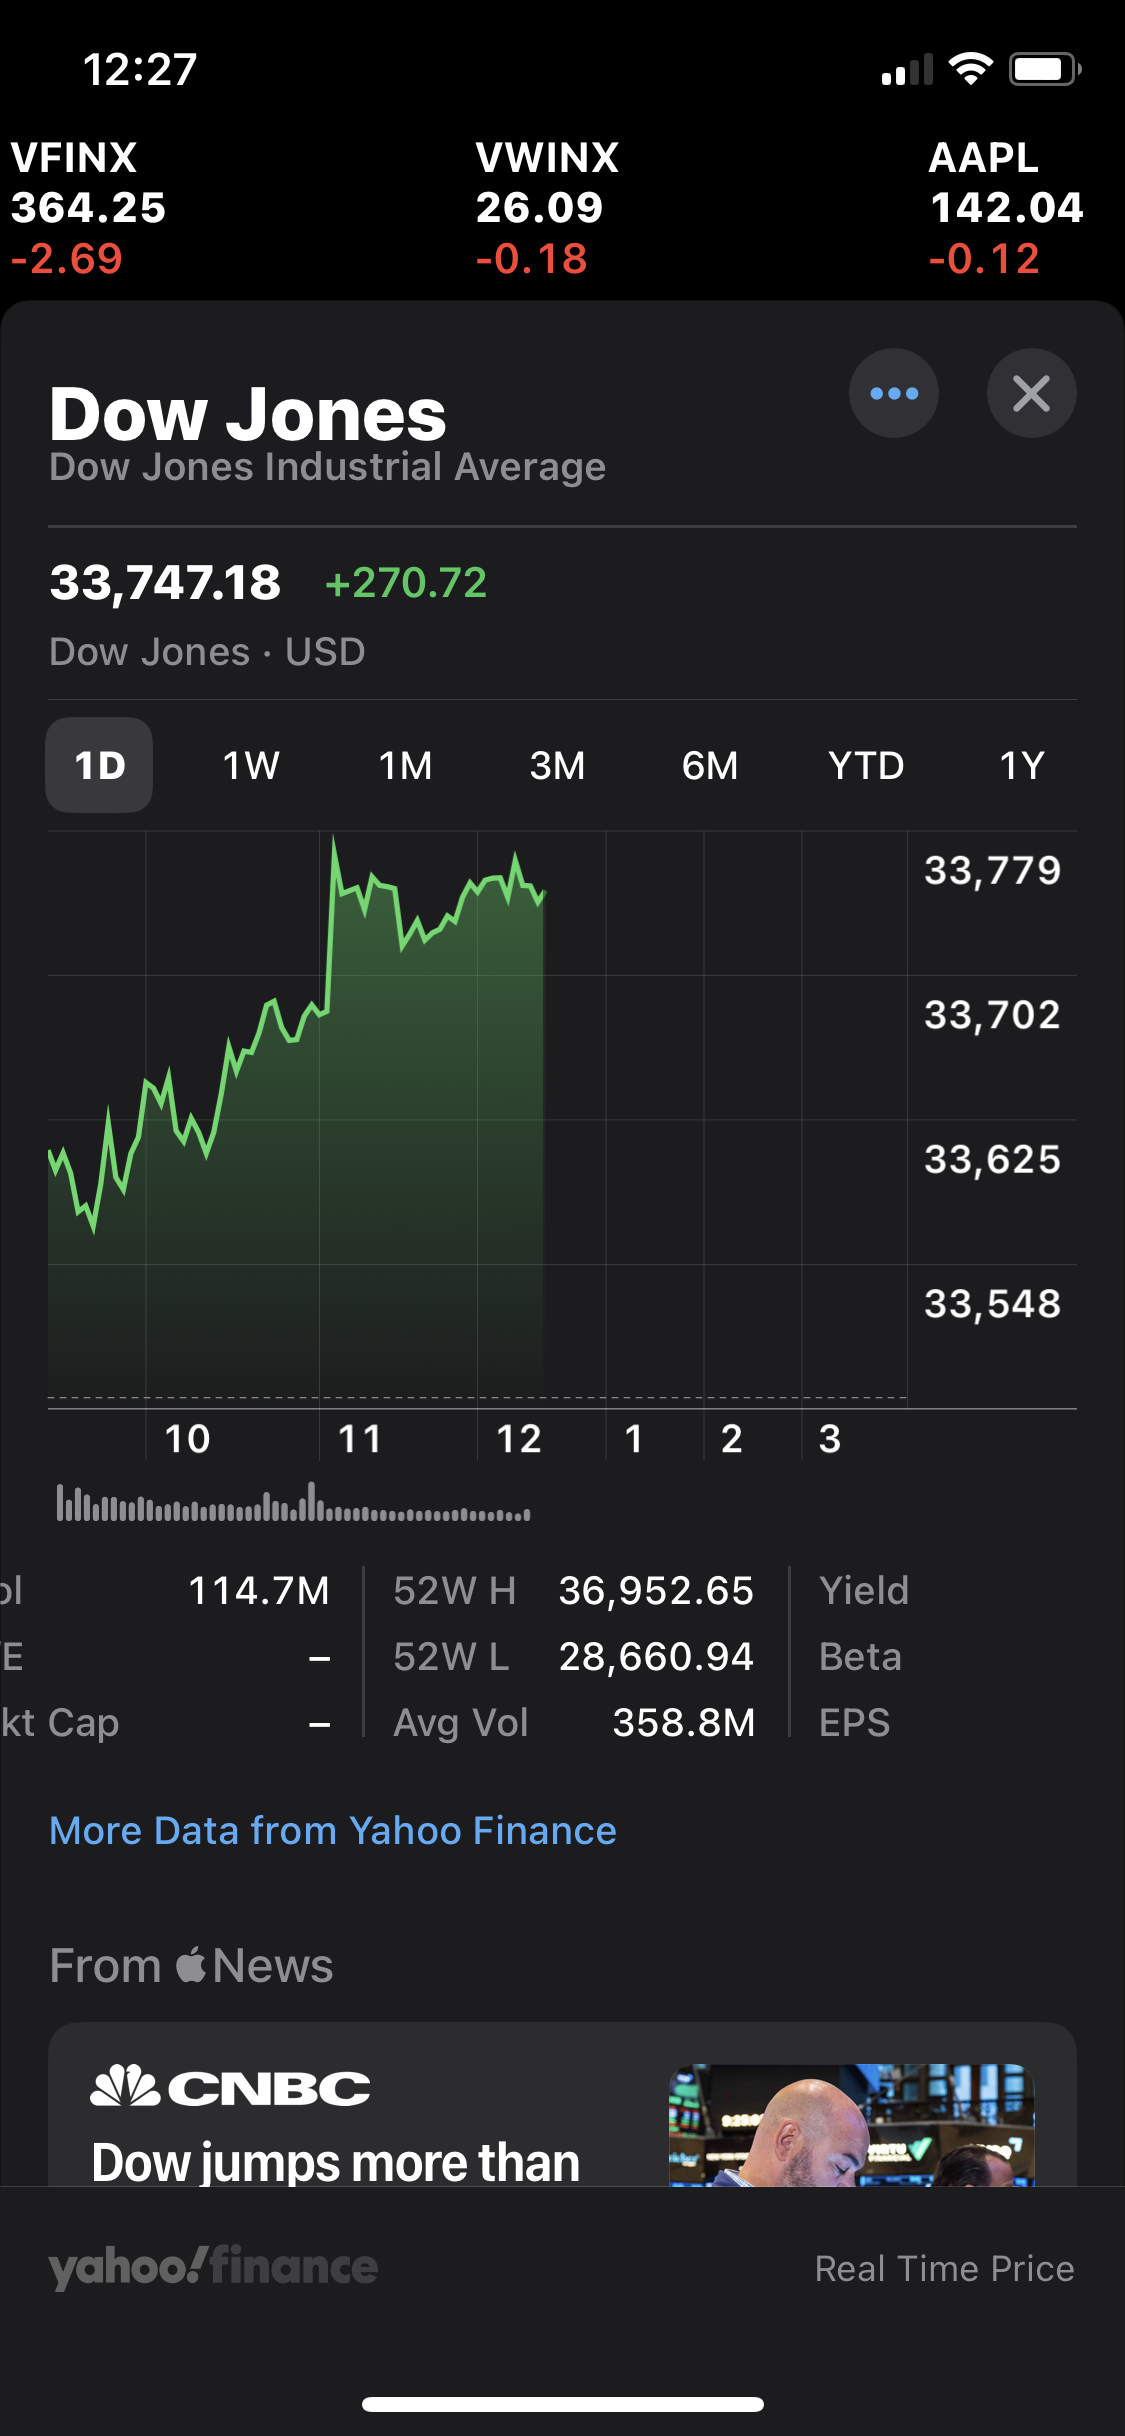 12:27
VFINX VWINX AAPL
364.25 26.09 142.04
-2.69 -0.18 -0.12
Dow Jones
Dow Jones Industrial Average
33,747.18 +270.72
Dow Jones · USD
1D 1W 1M 3M 6M YTD 1Y
33,779
33,702
33,625
33,548
10 11 12 1 2 3
ol 114.7M 52W H 36,952.65 Yield
/E – 52W L 28,660.94 Beta
kt Cap – Avg Vol 358.8M EPS
More Data from Yahoo Finance
From News
CNBC
Dow jumps more than
yahoo!finance
Real Time Price